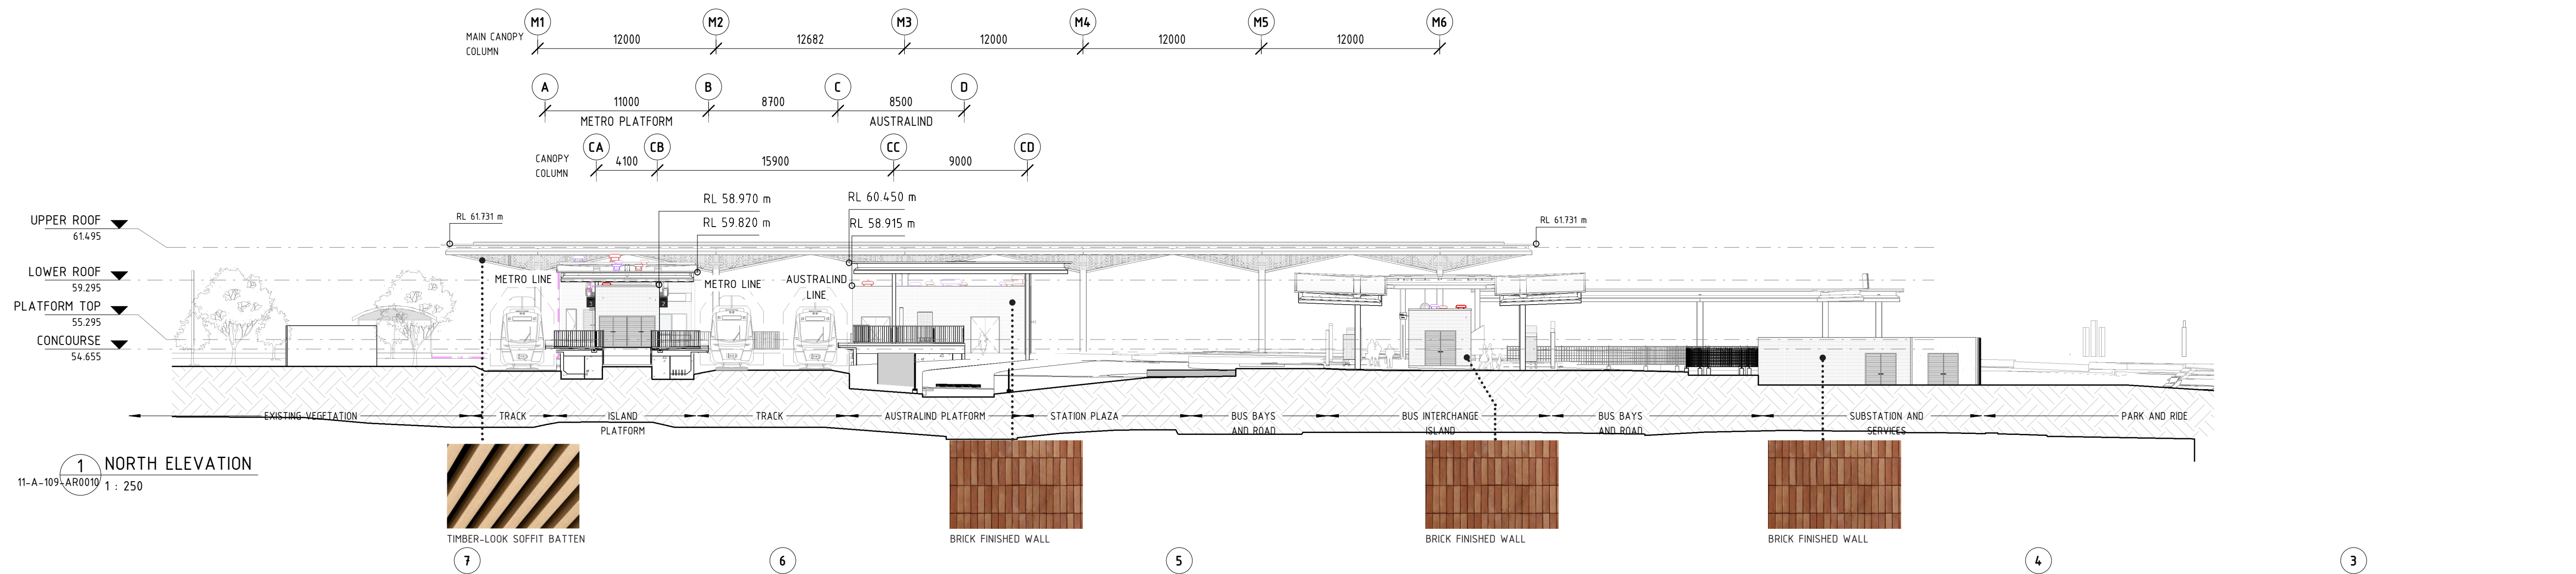 M1 M2 M3 M4 M5 M6
MAIN CANOPY
COLUMN
12000 12682 12000 12000 12000
A B C D
11000 8700 8500
METRO PLATFORM AUSTRALIND
CA CB CC CD
CANOPY
COLUMN
4100 15900 9000
RL 58.970 m
RL 59.820 m
RL 60.450 m
RL 58.915 m
RL 61.731 m
RL 61.731 m
UPPER ROOF
61.495
LOWER ROOF
59.295
PLATFORM TOP
55.295
CONCOURSE
54.655
METRO LINE
METRO LINE
AUSTRALIND
LINE
3 2
EXISTING VEGETATION
TRACK
ISLAND
PLATFORM
TRACK
AUSTRALIND PLATFORM
STATION PLAZA
BUS BAYS
AND ROAD
BUS INTERCHANGE
ISLAND
BUS BAYS
AND ROAD
SUBSTATION AND
SERVICES
PARK AND RIDE
1 NORTH ELEVATION
11-A-109-AR0010 1 : 250
TIMBER-LOOK SOFFIT BATTEN
BRICK FINISHED WALL
BRICK FINISHED WALL
BRICK FINISHED WALL
7 6 5 4 3